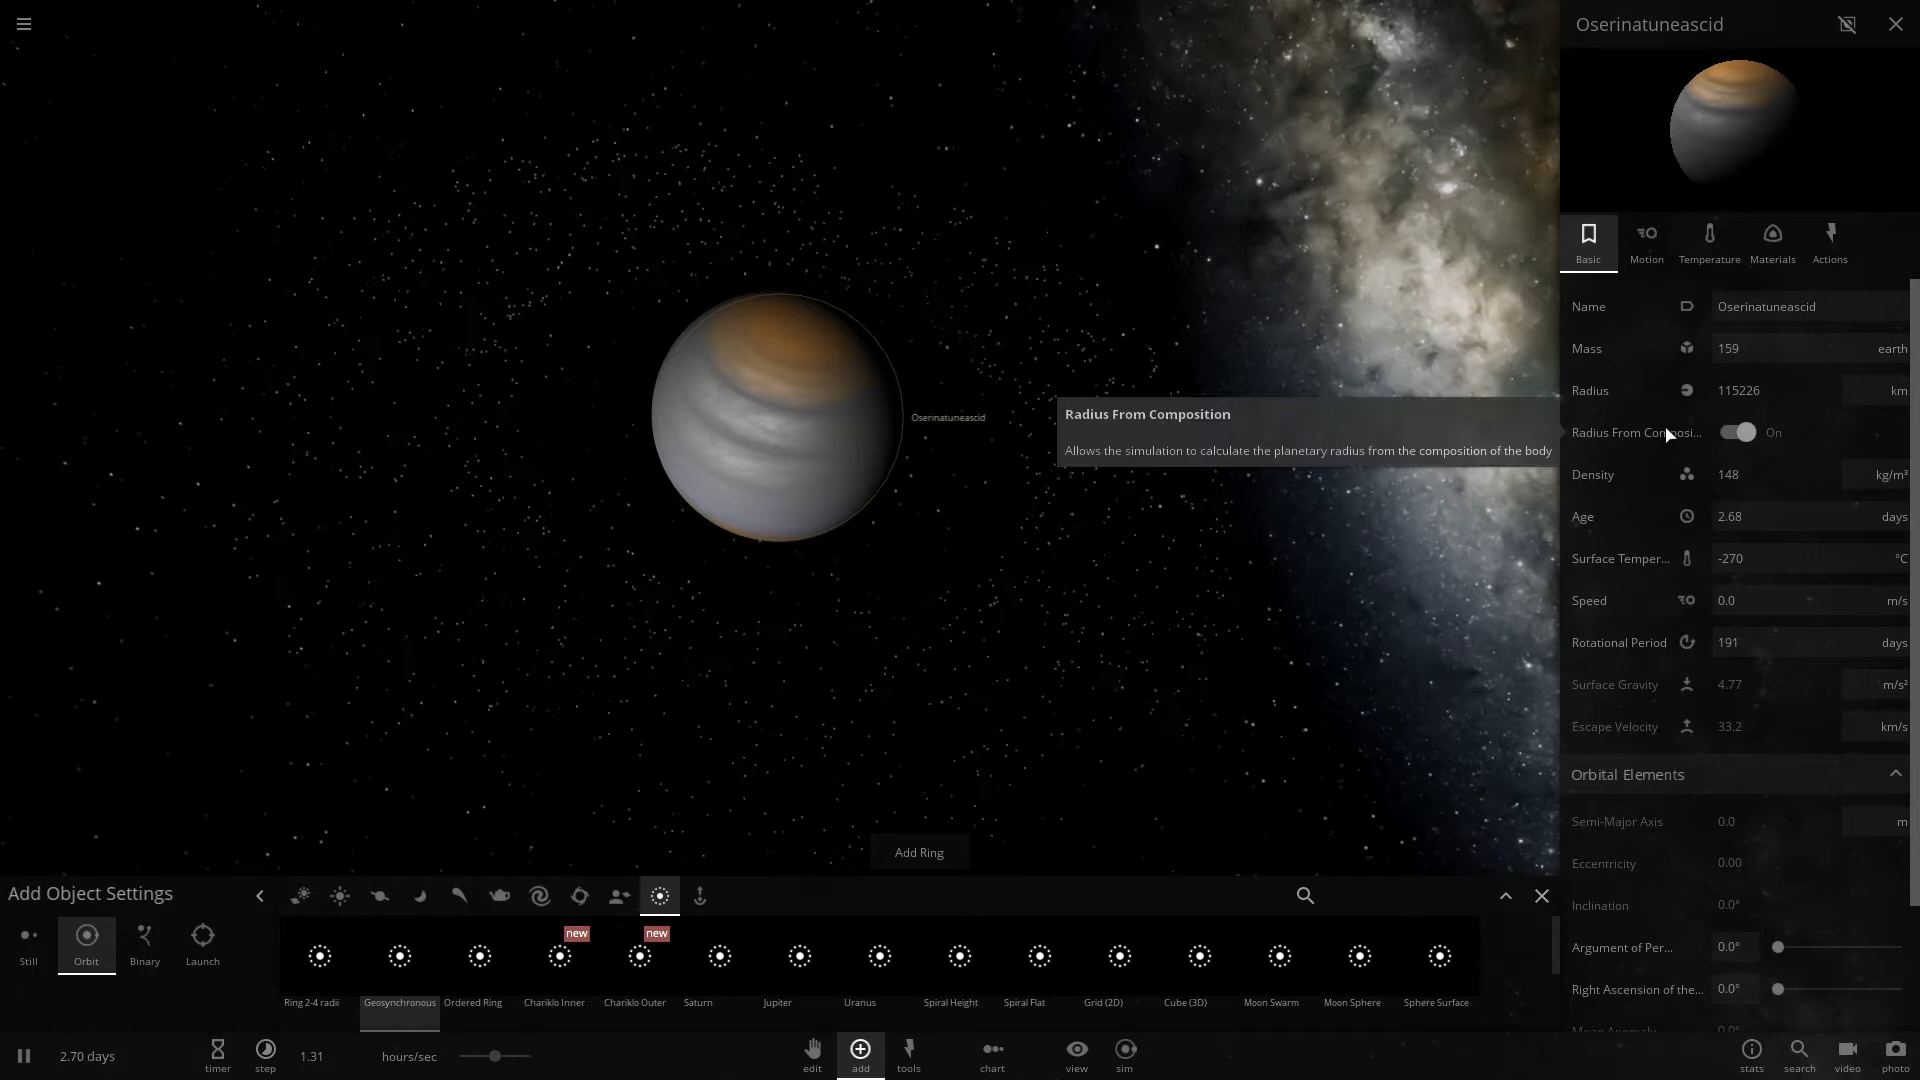 Oserinatuneascid
Basic
Motion
Temperature
Materials
Actions
Name
Oserinatuneascid
Mass
159
earth
Radius
115226
km
Radius From Composi...
On
Density
148
kg/m³
Age
2.68
days
Surface Temper...
-270
°C
Speed
0.0
m/s
Rotational Period
191
days
Surface Gravity
4.77
m/s²
Escape Velocity
33.2
km/s
Orbital Elements
Semi-Major Axis
0.0
m
Eccentricity
0.00
Inclination
0.0°
Argument of Per...
0.0°
Right Ascension of the...
0.0°
Mean Anomaly
0.0°
Oserinatuneascid
Radius From Composition
Allows the simulation to calculate the planetary radius from the composition of the body
Add Ring
Add Object Settings
Still
Orbit
Binary
Launch
new
new
Ring 2-4 radii
Geosynchronous
Ordered Ring
Chariklo Inner
Chariklo Outer
Saturn
Jupiter
Uranus
Spiral Height
Spiral Flat
Grid (2D)
Cube (3D)
Moon Swarm
Moon Sphere
Sphere Surface
2.70 days
timer
step
1.31
hours/sec
edit
add
tools
chart
view
sim
stats
search
video
photo